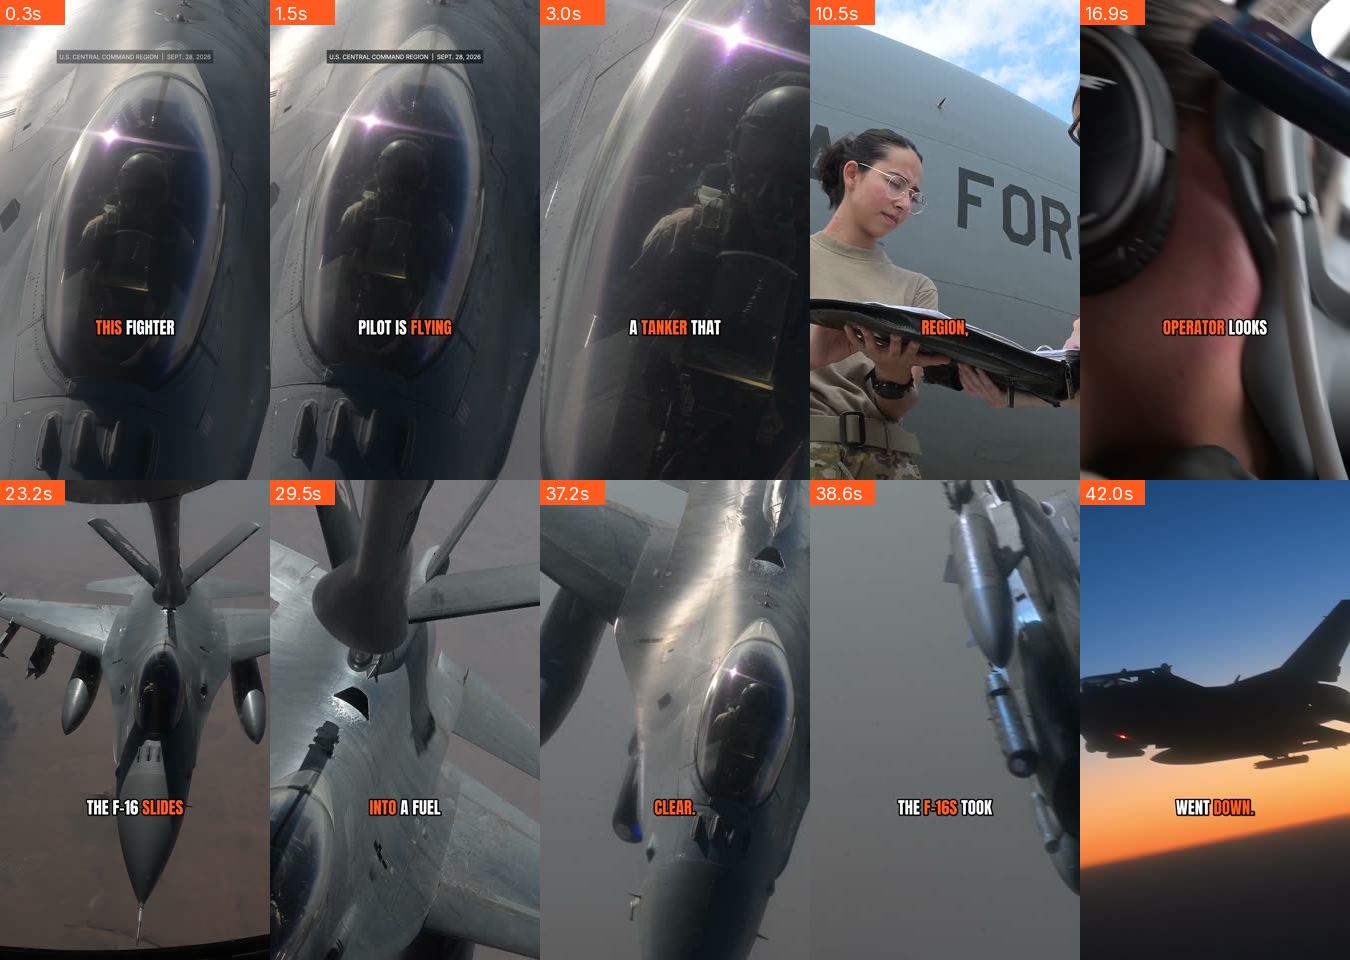 0.3s
U.S. CENTRAL COMMAND REGION | SEPT. 28, 2026
THIS FIGHTER
1.5s
U.S. CENTRAL COMMAND REGION | SEPT. 28, 2026
PILOT IS FLYING
3.0s
A TANKER THAT
10.5s
FOR
REGION,
16.9s
OPERATOR LOOKS
23.2s
THE F-16 SLIDES
29.5s
INTO A FUEL
37.2s
CLEAR.
38.6s
THE F-16S TOOK
42.0s
WENT DOWN.